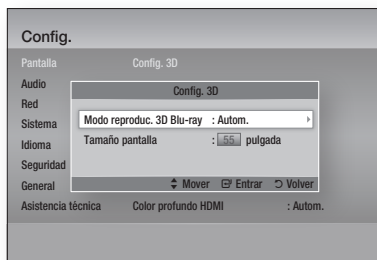 Config.
Pantalla Config. 3D
Audio
Config. 3D
Red
Sistema
Modo reproduc. 3D Blu-ray : Autom.
Idioma
Tamaño pantalla : 55 pulgada
Seguridad
General
Mover Entrar Volver
Asistencia técnica Color profundo HDMI : Autom.